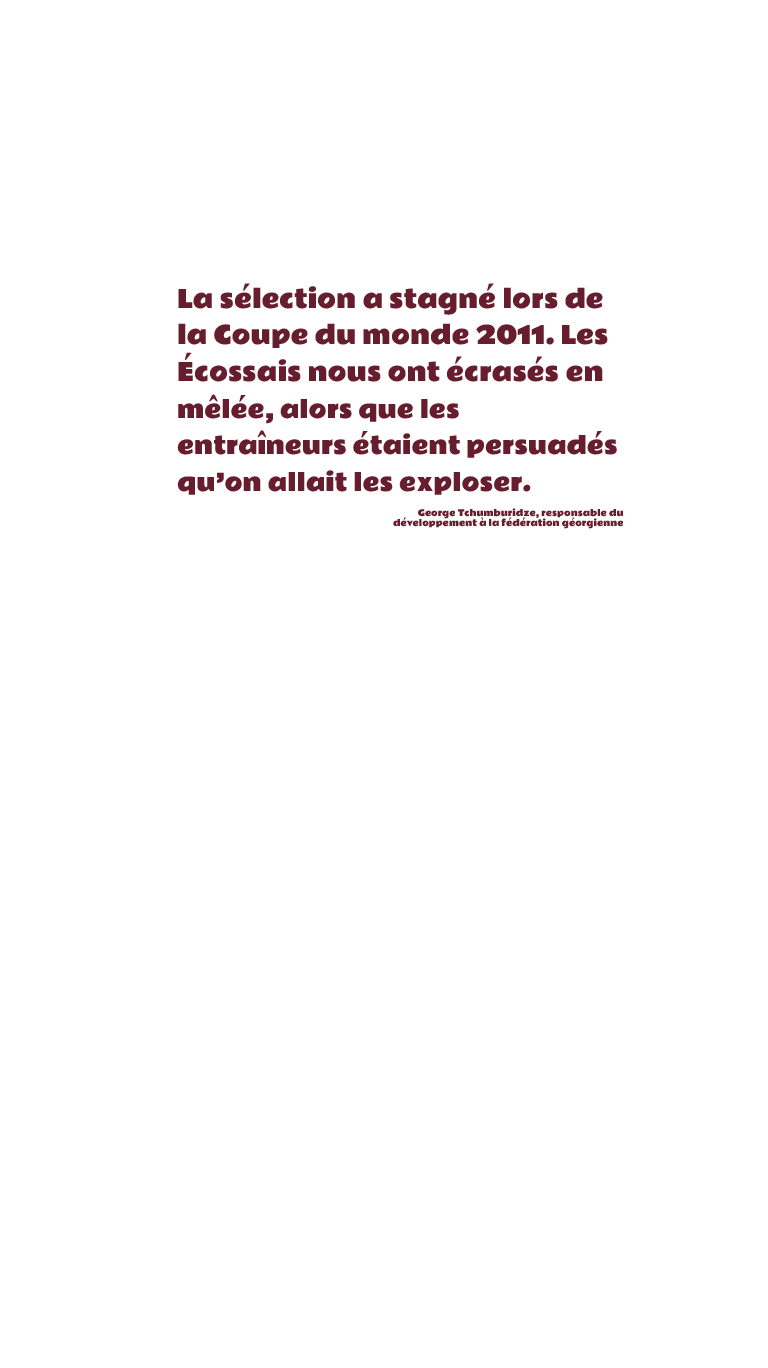 La sélection a stagné lors de
la Coupe du monde 2011. Les
Écossais nous ont écrasés en
mêlée, alors que les
entraîneurs étaient persuadés
qu’on allait les exploser.
George Tchumburidze, responsable du
développement à la fédération géorgienne